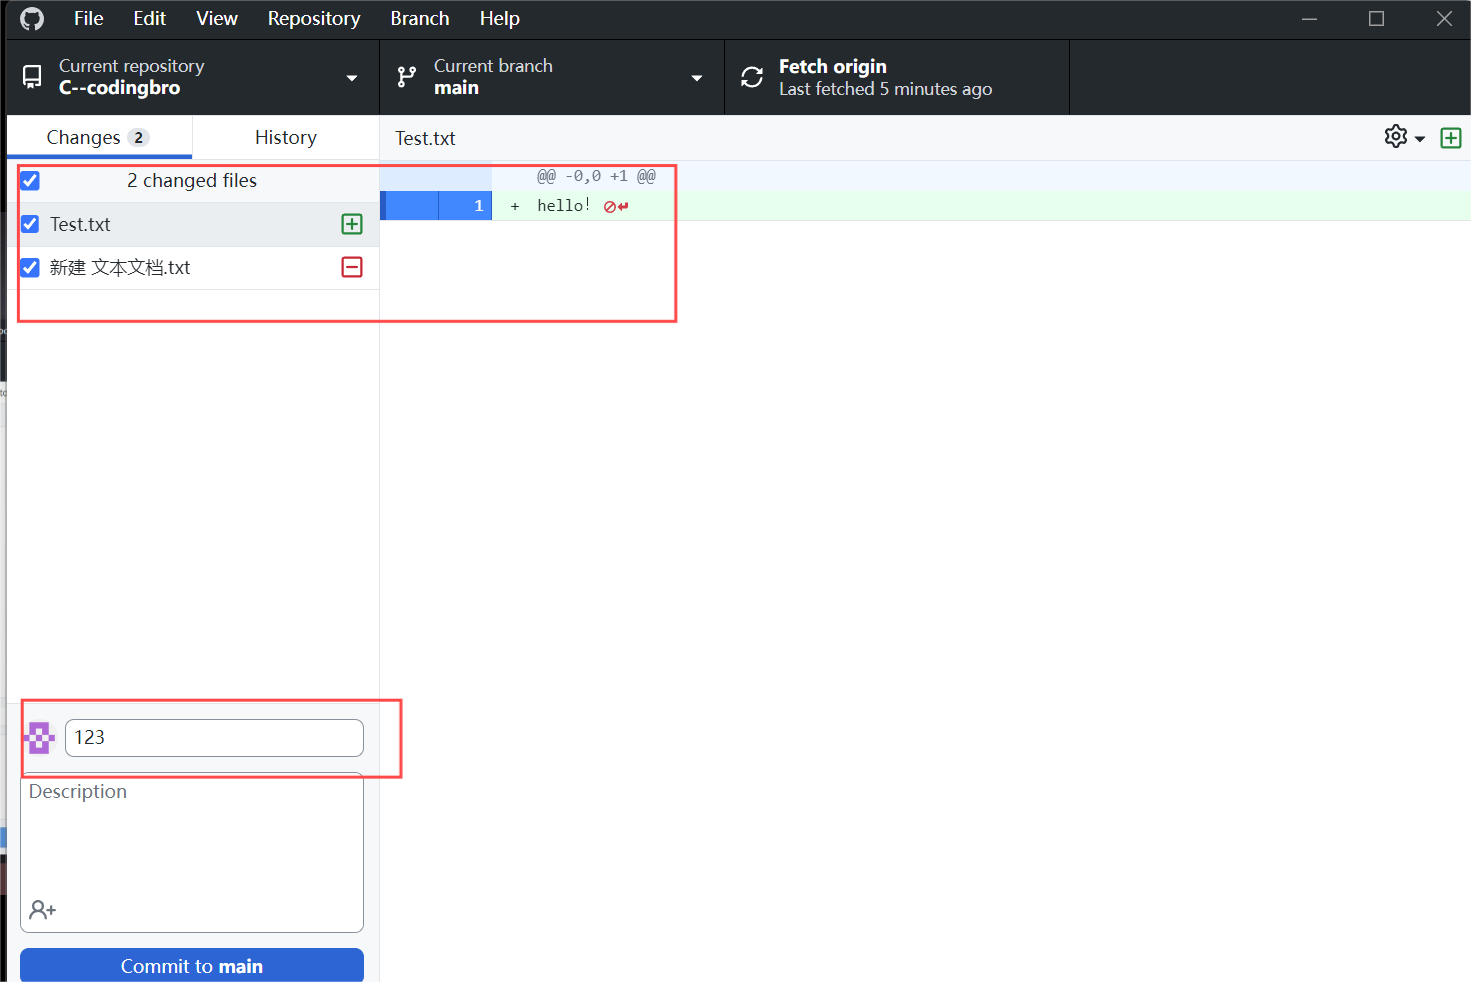 File Edit View Repository Branch Help
Current repository
C--codingbro
Current branch
main
Fetch origin
Last fetched 5 minutes ago
Changes 2
History
Test.txt
2 changed files
Test.txt
新建 文本文档.txt
@@ -0,0 +1 @@
1 + hello!
123
Description
Commit to main